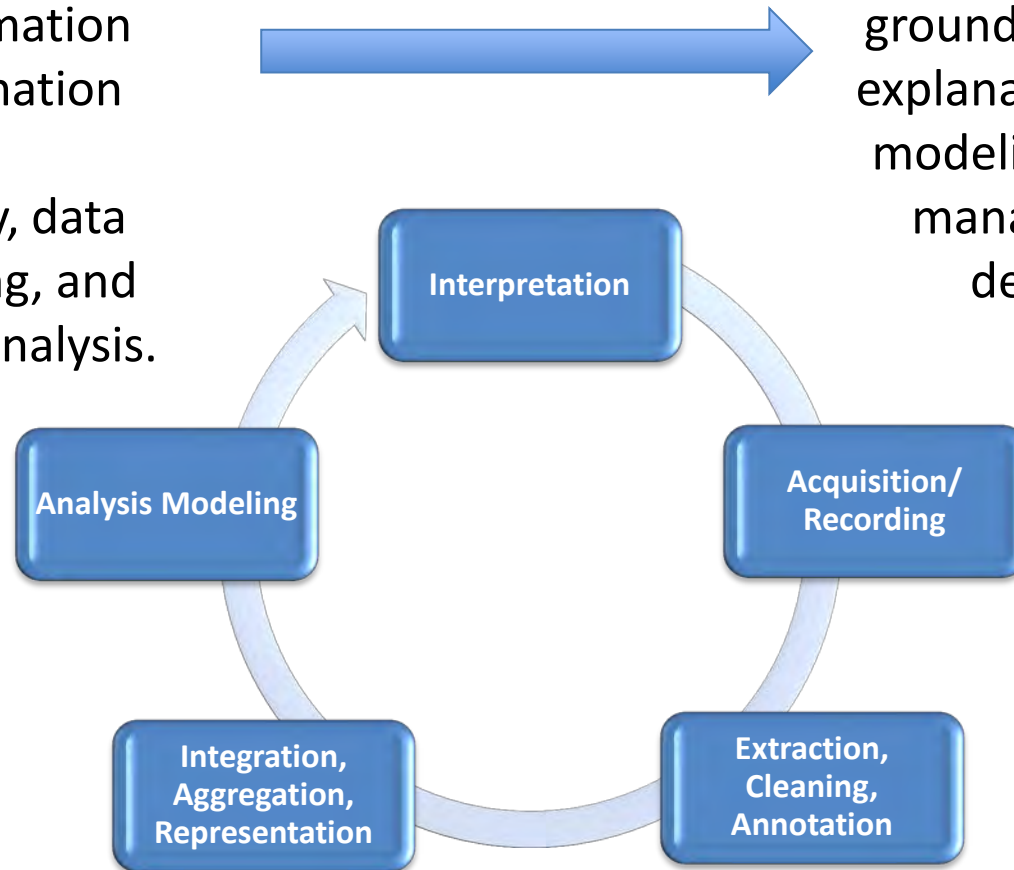 mation
nation
y, data
ng, and
nalysis.
ground
explana
modeli
mana
de
Interpretation
Acquisition/
Recording
Extraction,
Cleaning,
Annotation
Integration,
Aggregation,
Representation
Analysis Modeling